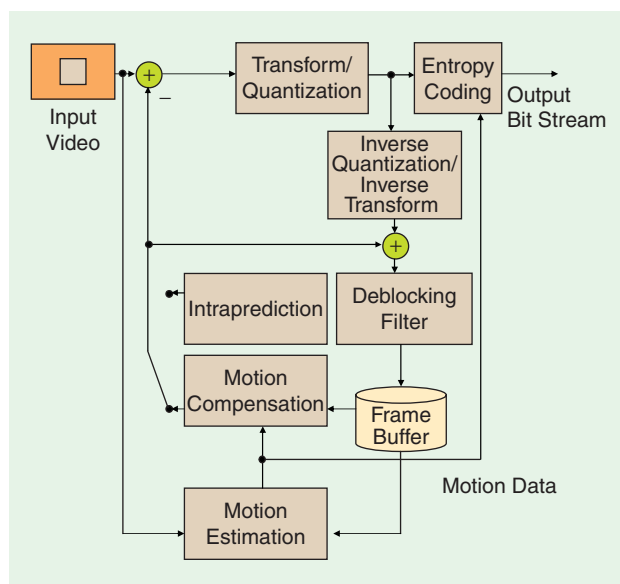 Input
Video
+
−
Transform/
Quantization
Entropy
Coding
Output
Bit Stream
Inverse
Quantization/
Inverse
Transform
+
Intraprediction
Deblocking
Filter
Motion
Compensation
Frame
Buffer
Motion Data
Motion
Estimation